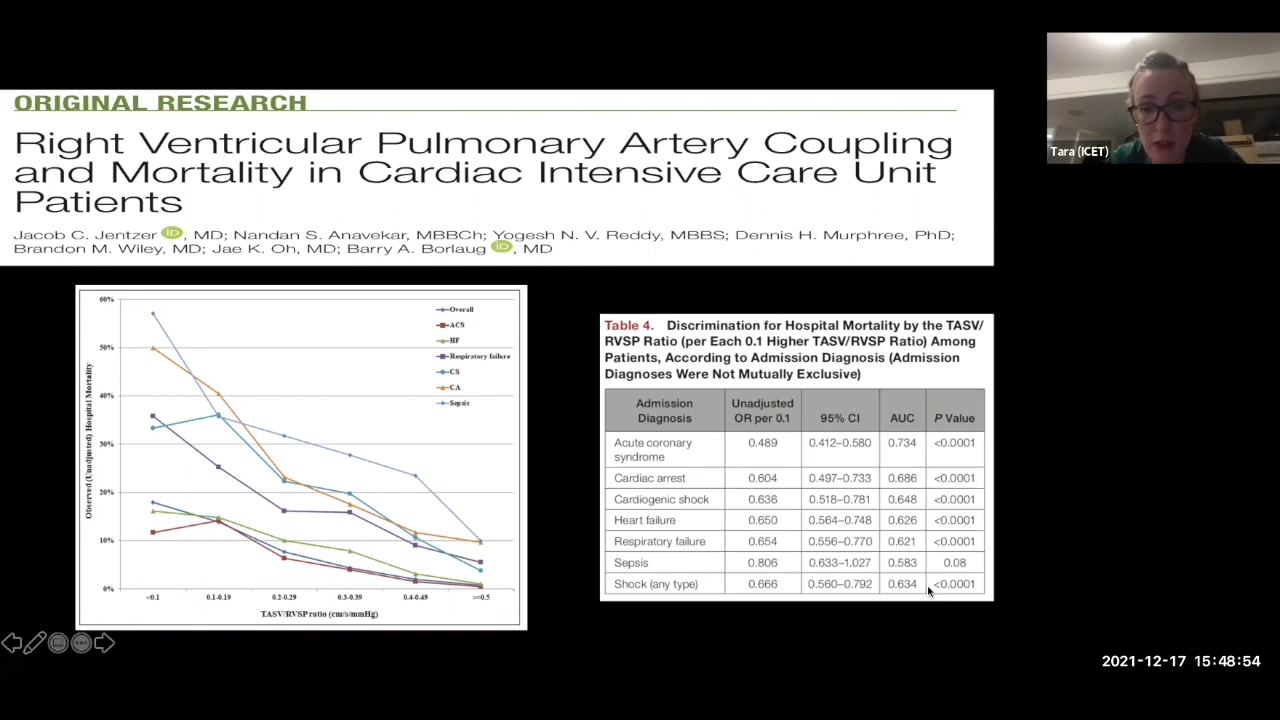 ORIGINAL RESEARCH
Right Ventricular Pulmonary Artery Coupling
and Mortality in Cardiac Intensive Care Unit
Patients
Jacob C. Jentzer iD, MD; Nandan S. Anavekar, MBBCh; Yogesh N. V. Reddy, MBBS; Dennis H. Murphree, PhD;
Brandon M. Wiley, MD; Jae K. Oh, MD; Barry A. Borlaug iD, MD
Tara (ICET)
Observed (Unadjusted) Hospital Mortality
60%
50%
40%
30%
20%
10%
0%
Overall
ACS
HF
Respiratory failure
CS
CA
Sepsis
<0.1 0.1-0.19 0.2-0.29 0.3-0.39 0.4-0.49 >=0.5
TASV/RVSP ratio (cm/s/mmHg)
Table 4. Discrimination for Hospital Mortality by the TASV/
RVSP Ratio (per Each 0.1 Higher TASV/RVSP Ratio) Among
Patients, According to Admission Diagnosis (Admission
Diagnoses Were Not Mutually Exclusive)
Admission Unadjusted
Diagnosis OR per 0.1 95% CI AUC P Value
Acute coronary 0.489 0.412–0.580 0.734 <0.0001
syndrome
Cardiac arrest 0.604 0.497–0.733 0.686 <0.0001
Cardiogenic shock 0.636 0.518–0.781 0.648 <0.0001
Heart failure 0.650 0.564–0.748 0.626 <0.0001
Respiratory failure 0.654 0.556–0.770 0.621 <0.0001
Sepsis 0.806 0.633–1.027 0.583 0.08
Shock (any type) 0.666 0.560–0.792 0.634 <0.0001
2021-12-17 15:48:54